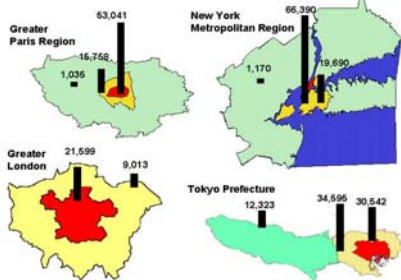 Greater
Paris Region
53,041
15,758
1,036
New York
Metropolitan Region
66,390
19,690
1,170
Greater
London
21,599
9,013
Tokyo Prefecture
12,323
34,595
30,542